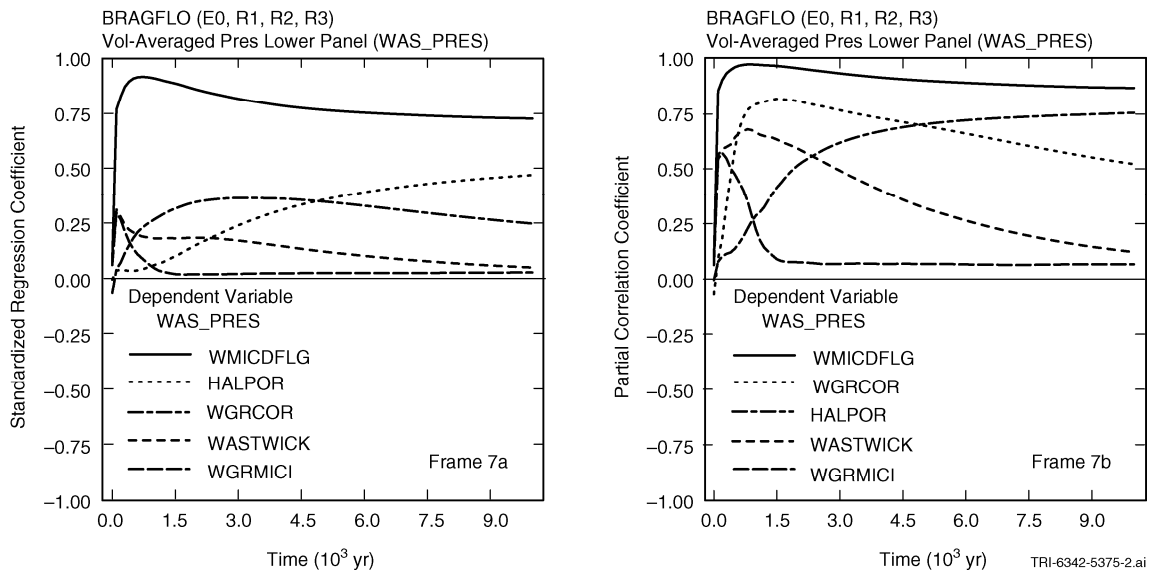 BRAGFLO (E0, R1, R2, R3)
Vol-Averaged Pres Lower Panel (WAS_PRES)
Stancardized Regression Coefficient
1.00
0.75
0.50
0.25
0.00
−0.25
−0.50
−0.75
−1.00
Dependent Variable
WAS_PRES
WMICDFLG
HALPOR
WGRCOR
WASTWICK
WGRMICI
Frame 7a
0.0 1.5 3.0 4.5 6.0 7.5 9.0
Time (10³ yr)
BRAGFLO (E0, R1, R2, R3)
Vol-Averaged Pres Lower Panel (WAS_PRES)
Partial Correlation Coefficient
1.00
0.75
0.50
0.25
0.00
−0.25
−0.50
−0.75
−1.00
Dependent Variable
WAS_PRES
WMICDFLG
WGRCOR
HALPOR
WASTWICK
WGRMICI
Frame 7b
0.0 1.5 3.0 4.5 6.0 7.5 9.0
Time (10³ yr)
TRI-6342-5375-2.ai